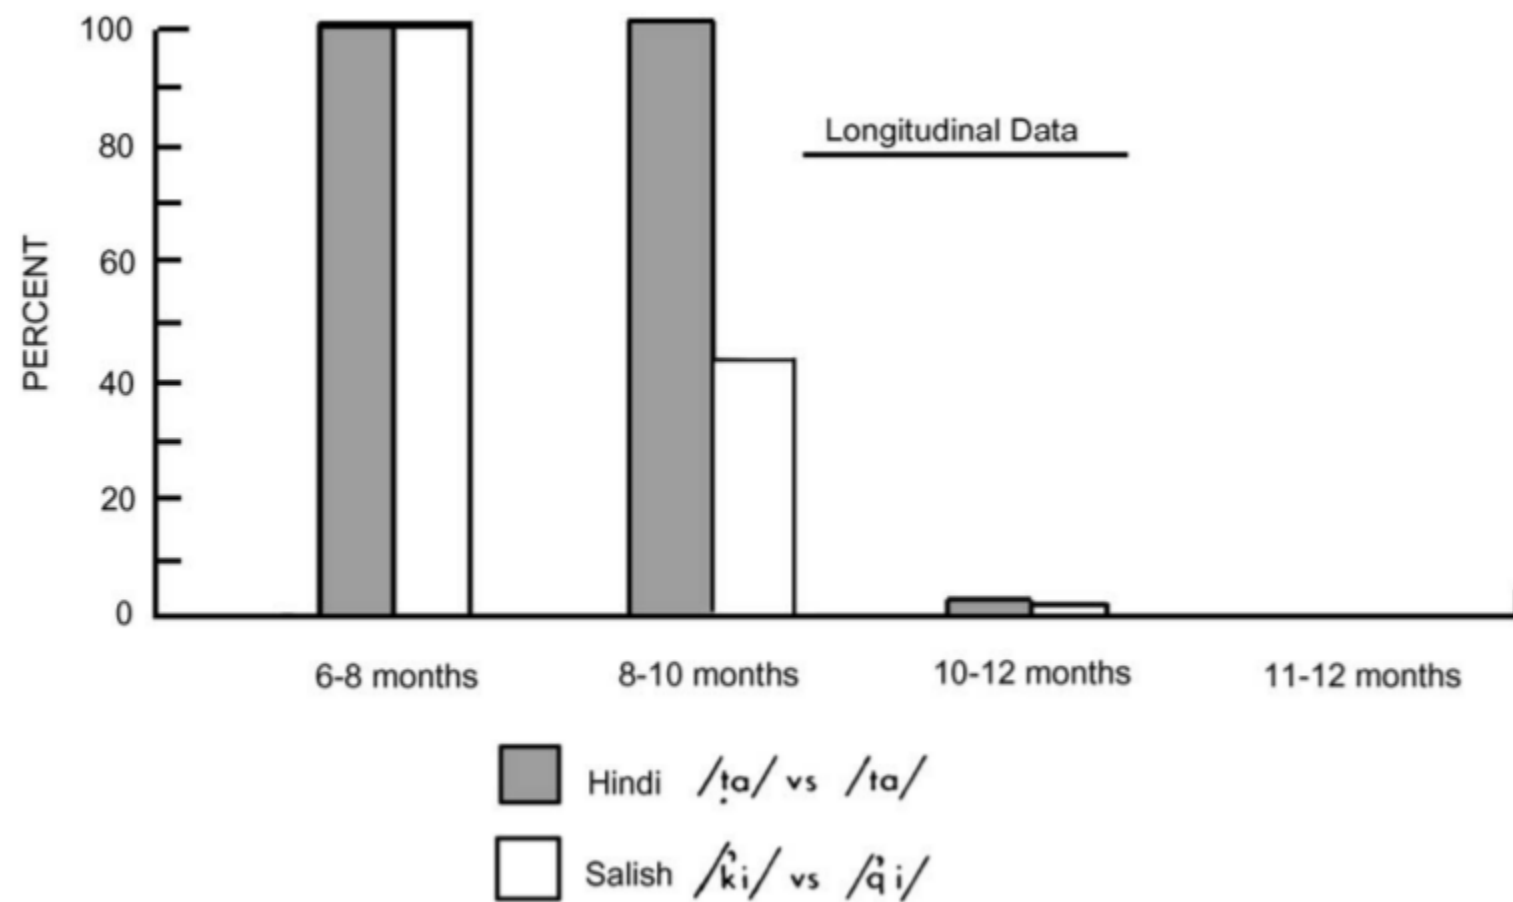 100
Longitudinal Data
80
60
40
20
0
PERCENT
6-8 months 8-10 months 10-12 months 11-12 months
Hindi /ṭa/ vs /ta/
Salish /k̓i/ vs /q̓i/